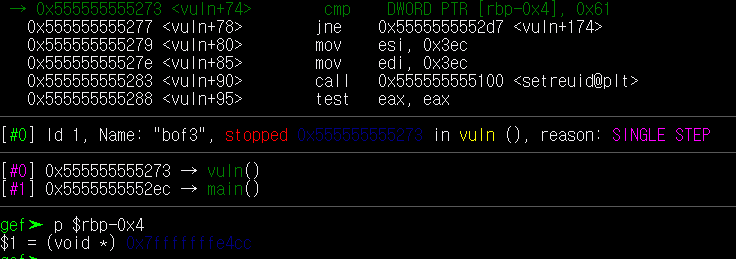 → 0x555555555273 <vuln+74> cmp DWORD PTR [rbp-0x4], 0x61
0x555555555277 <vuln+78> jne 0x5555555552d7 <vuln+174>
0x555555555279 <vuln+80> mov esi, 0x3ec
0x55555555527e <vuln+85> mov edi, 0x3ec
0x555555555283 <vuln+90> call 0x555555555100 <setreuid@plt>
0x555555555288 <vuln+95> test eax, eax
[#0] Id 1, Name: "bof3", stopped 0x555555555273 in vuln (), reason: SINGLE STEP
[#0] 0x555555555273 → vuln()
[#1] 0x5555555552ec → main()
gef➤ p $rbp-0x4
$1 = (void *) 0x7fffffffe4cc
gef➤